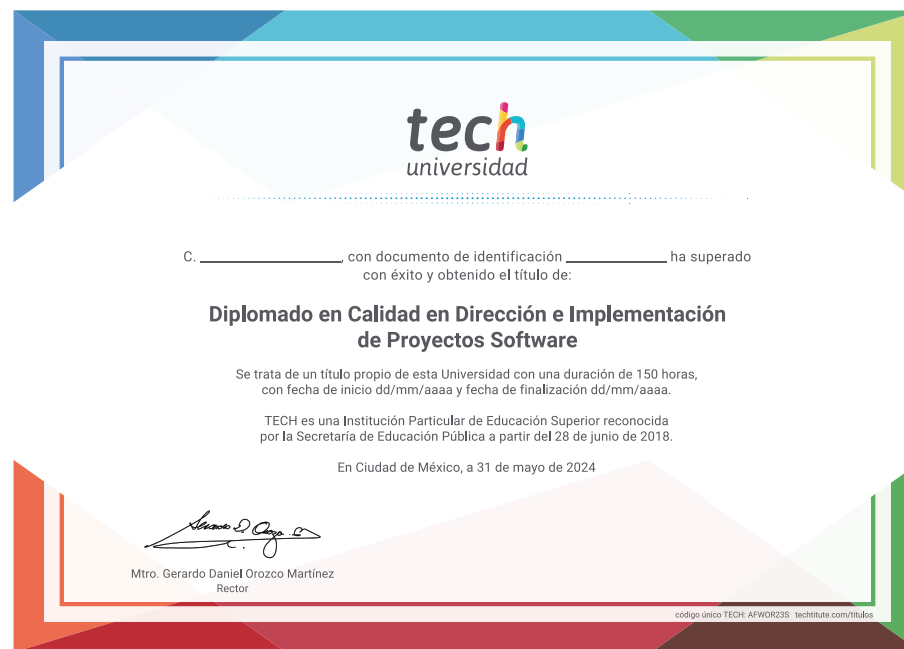 tech
universidad
C. ____________________, con documento de identificación ______________ ha superado
con éxito y obtenido el título de:
Diplomado en Calidad en Dirección e Implementación
de Proyectos Software
Se trata de un título propio de esta Universidad con una duración de 150 horas,
con fecha de inicio dd/mm/aaaa y fecha de finalización dd/mm/aaaa.
TECH es una Institución Particular de Educación Superior reconocida
por la Secretaría de Educación Pública a partir del 28 de junio de 2018.
En Ciudad de México, a 31 de mayo de 2024
Mtro. Gerardo Daniel Orozco Martínez
Rector
código único TECH: AFWOR23S techtitute.com/titulos